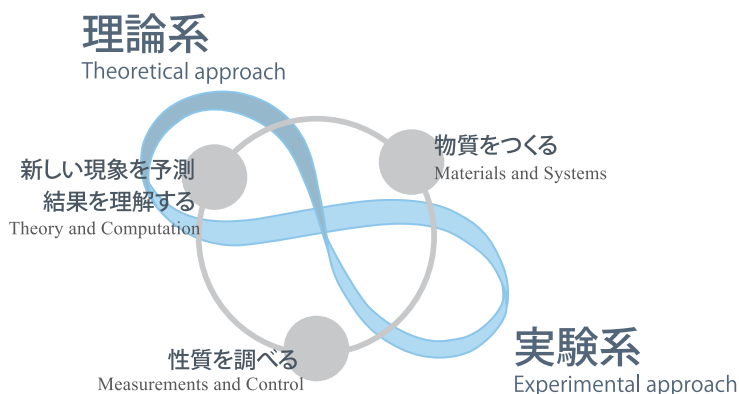 理論系
Theoretical approach
物質をつくる
Materials and Systems
新しい現象を予測
結果を理解する
Theory and Computation
性質を調べる
Measurements and Control
実験系
Experimental approach